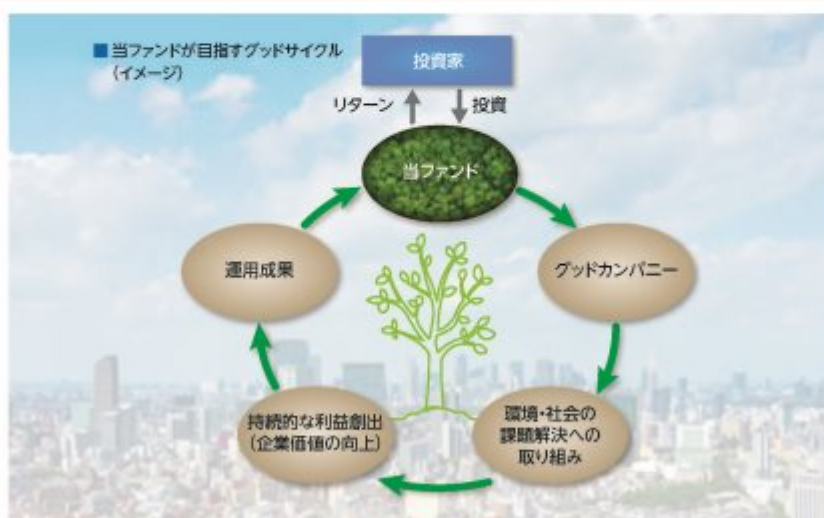 ■ 当ファンドが目指すグッドサイクル
(イメージ)
投資家
リターン
投資
当ファンド
グッドカンパニー
環境・社会の
課題解決への
取り組み
持続的な利益創出
(企業価値の向上)
運用成果